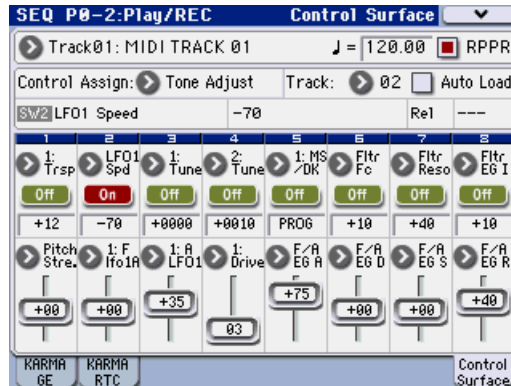 SEQ P0-2:Play/REC Control Surface
Track01: MIDI TRACK 01 ♩= 120.00 RPPR
Control Assign: Tone Adjust Track: 02 Auto Load
SW2 LFO1 Speed -70 Rel ---
1 2 3 4 5 6 7 8
1: Trsp LFO1 Spd 1: Tune 2: Tune 1: MS/DK Fltr Fc Fltr Reso Fltr EG I
Off On Off Off Off Off Off Off
+12 -70 +0000 +0010 PROG +10 +40 +10
Pitch Stre. 1: F lfo1A 1: A LFO1 1: Drive F/A EG A F/A EG D F/A EG S F/A EG R
+00 +00 +35 03 +75 +00 +00 +40
KARMA GE KARMA RTC Control Surface